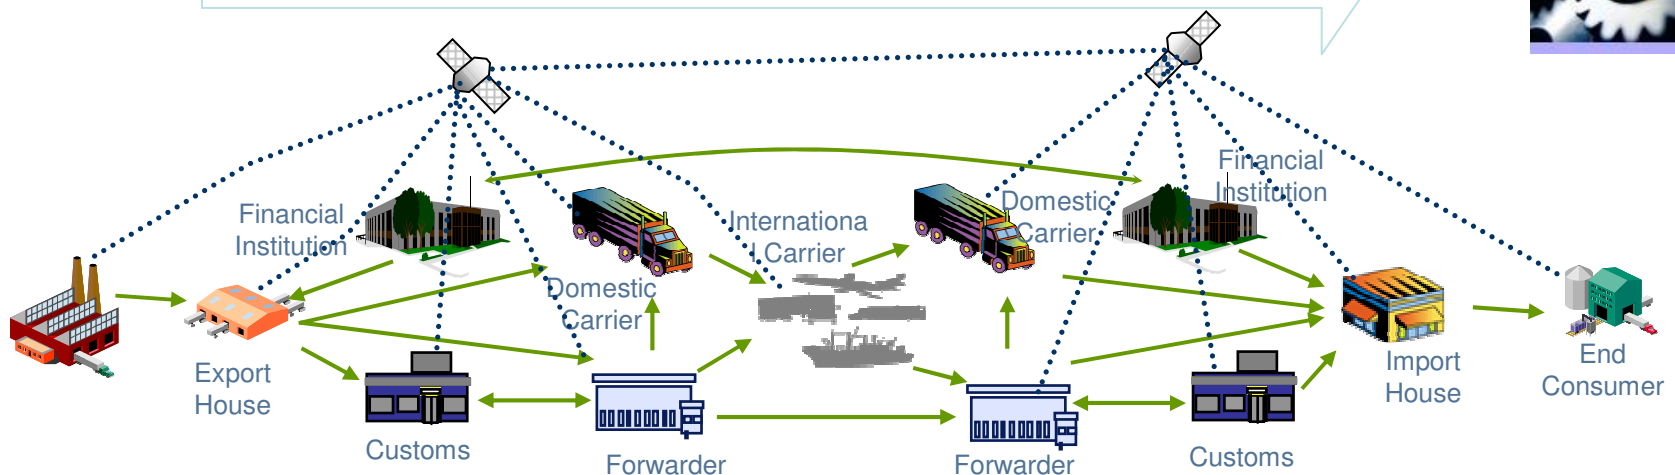 Financial
Institution
Export
House
Customs
Domestic
Carrier
Forwarder
Internationa
l Carrier
Domestic
Carrier
Forwarder
Financial
Institution
Customs
Import
House
End
Consumer